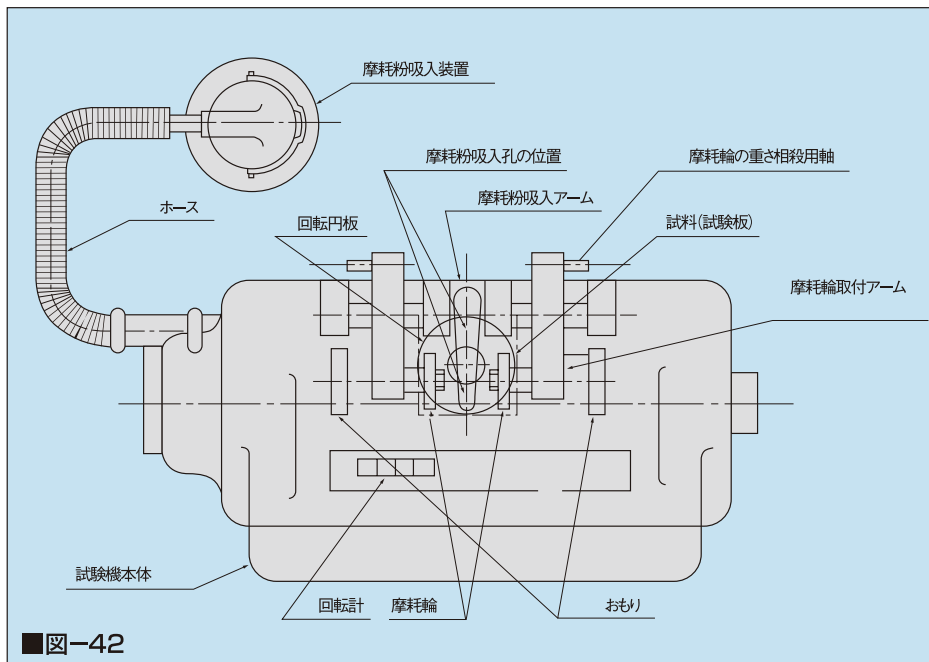 摩耗粉吸入装置
摩耗粉吸入孔の位置
摩耗輪の重さ相殺用軸
ホース
摩耗粉吸入アーム
回転円板
試料(試験板)
摩耗輪取付アーム
試験機本体
回転計
摩耗輪
おもり
■図−42